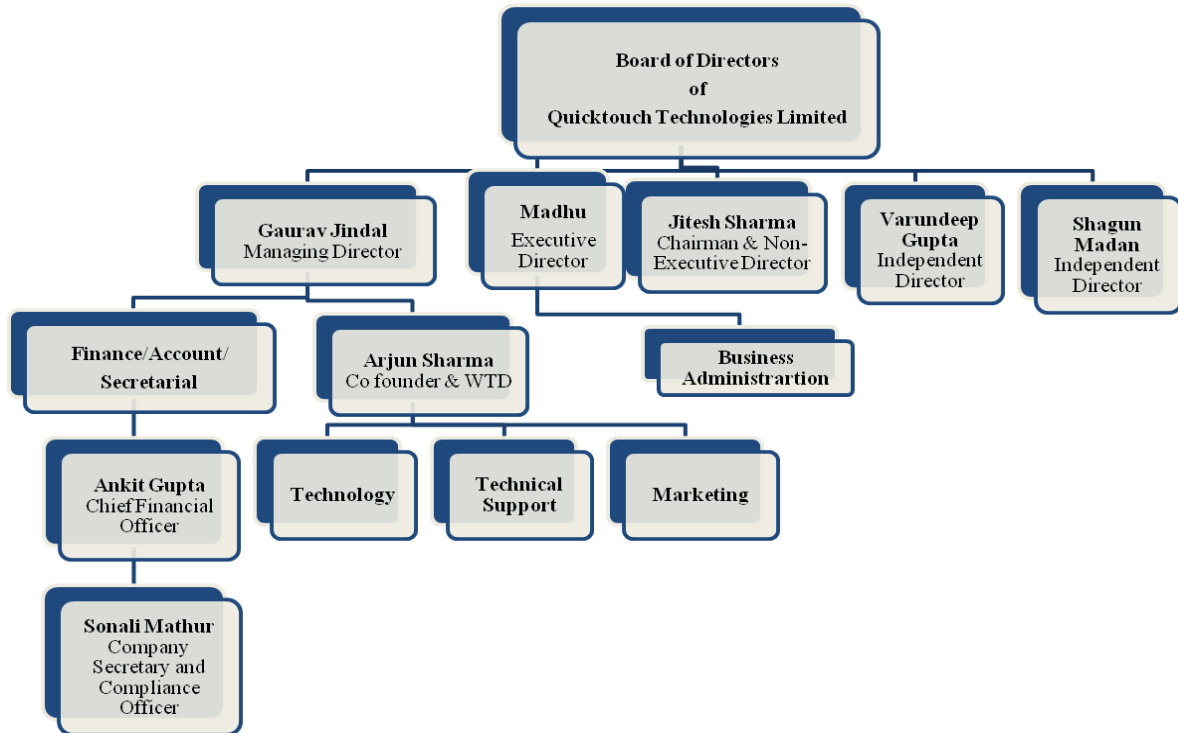 Board of Directors
of
Quicktouch Technologies Limited
Gaurav Jindal
Managing Director
Madhu
Executive
Director
Jitesh Sharma
Chairman & Non-
Executive Director
Varundeep
Gupta
Independent
Director
Shagun
Madan
Independent
Director
Finance/Account/
Secretarial
Arjun Sharma
Co founder & WTD
Business
Administrartion
Ankit Gupta
Chief Financial
Officer
Technology
Technical
Support
Marketing
Sonali Mathur
Company
Secretary and
Compliance
Officer